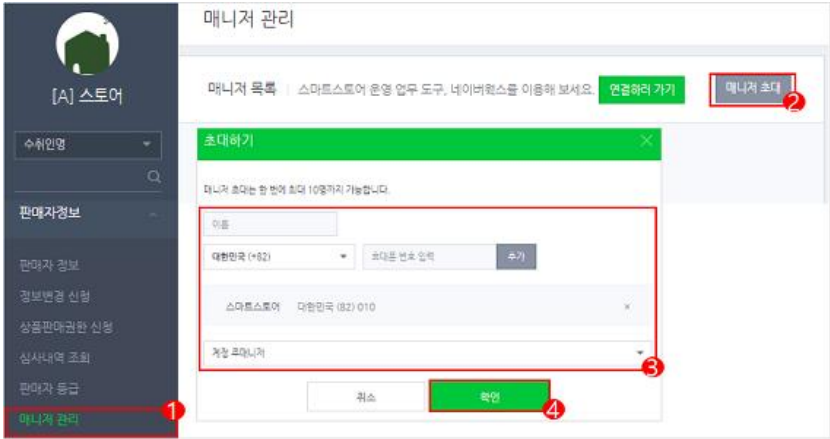 매니저 관리
[A] 스토어
수취인명
판매자정보
판매자 정보
정보변경 신청
상품판매권한 신청
심사내역 조회
판매자 등급
매니저 관리
1
매니저 목록 | 스마트스토어 운영 업무 도구, 네이버웍스를 이용해 보세요. 연결하러 가기
매니저 초대
2
초대하기
매니저 초대는 한 번에 최대 10명까지 가능합니다.
이름
대한민국 (+82) 휴대폰 번호 입력 추가
스마트스토어 대한민국 (82) 010 ×
계정 주매니저
3
취소 확인
4